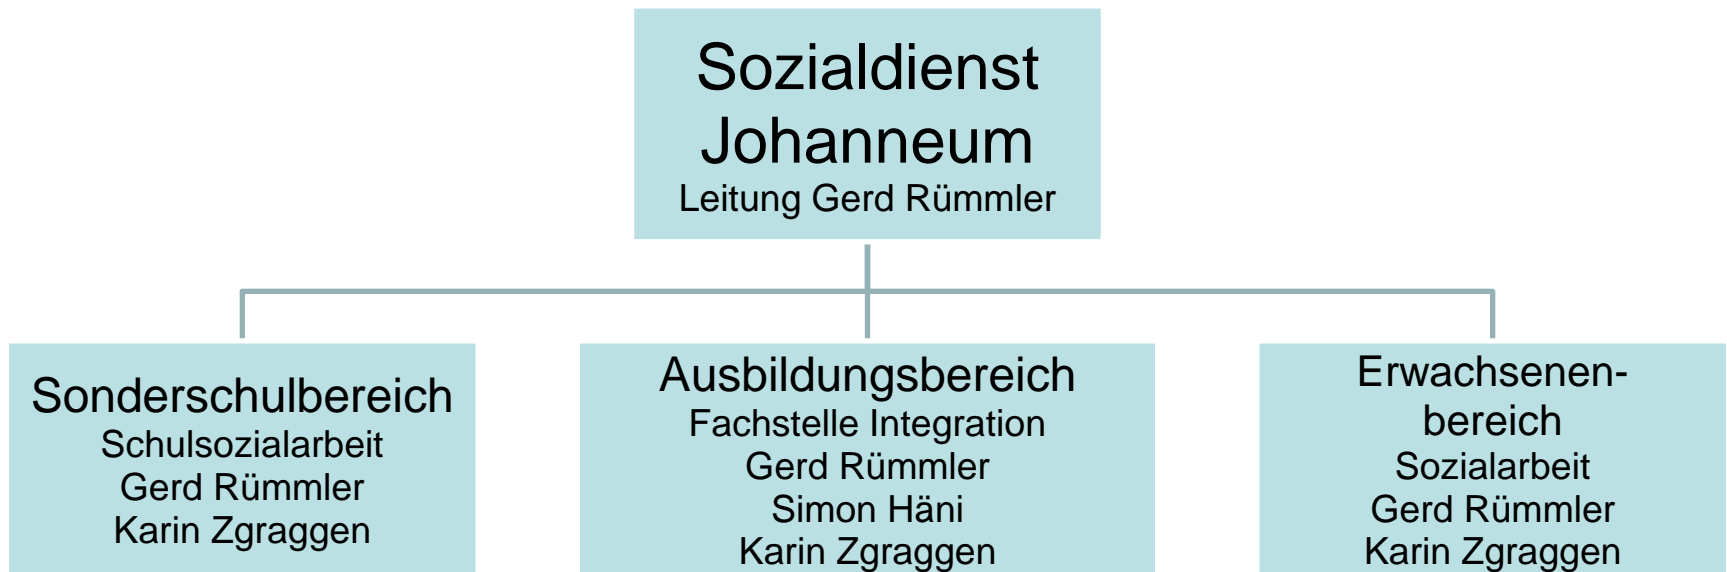 Sozialdienst
Johanneum
Leitung Gerd Rümmler
Sonderschulbereich
Schulsozialarbeit
Gerd Rümmler
Karin Zgraggen
Ausbildungsbereich
Fachstelle Integration
Gerd Rümmler
Simon Häni
Karin Zgraggen
Erwachsenen-
bereich
Sozialarbeit
Gerd Rümmler
Karin Zgraggen